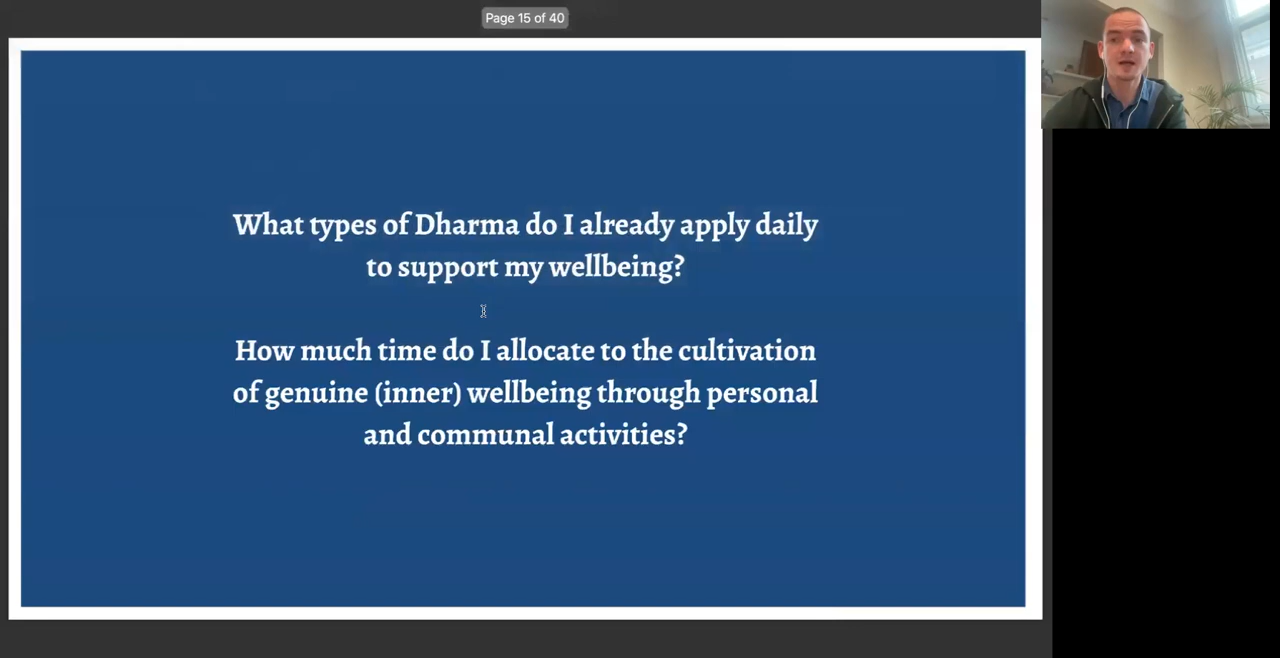 Page 15 of 40
What types of Dharma do I already apply daily
to support my wellbeing?
How much time do I allocate to the cultivation
of genuine (inner) wellbeing through personal
and communal activities?